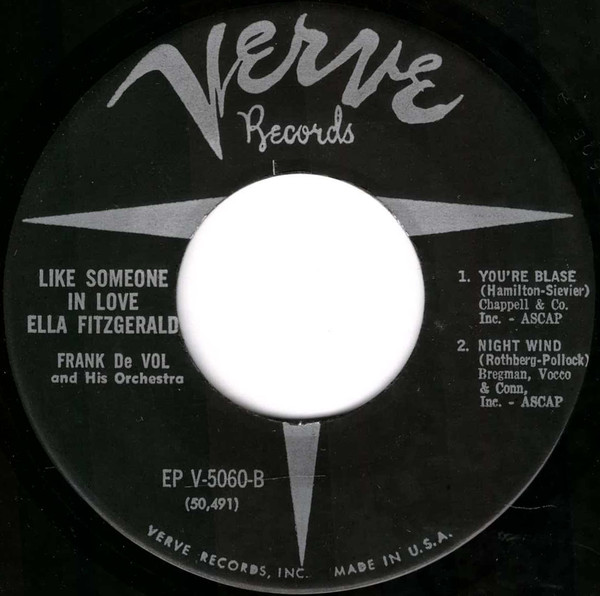 Verve
Records
LIKE SOMEONE
IN LOVE
ELLA FITZGERALD
FRANK De VOL
and His Orchestra
1. YOU'RE BLASE
(Hamilton-Sievier)
Chappell & Co.
Inc. - ASCAP
2. NIGHT WIND
(Rothberg-Pollock)
Bregman, Vocco
& Conn,
Inc. - ASCAP
EP V-5060-B
(50,491)
VERVE RECORDS, INC. MADE IN U.S.A.